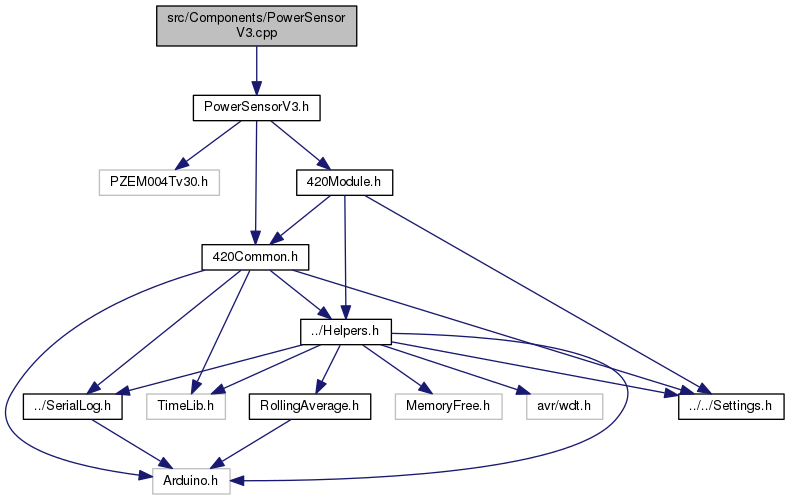 src/Components/PowerSensor
V3.cpp
PowerSensorV3.h
PZEM004Tv30.h
420Module.h
420Common.h
../Helpers.h
../SerialLog.h
TimeLib.h
RollingAverage.h
MemoryFree.h
avr/wdt.h
../../Settings.h
Arduino.h